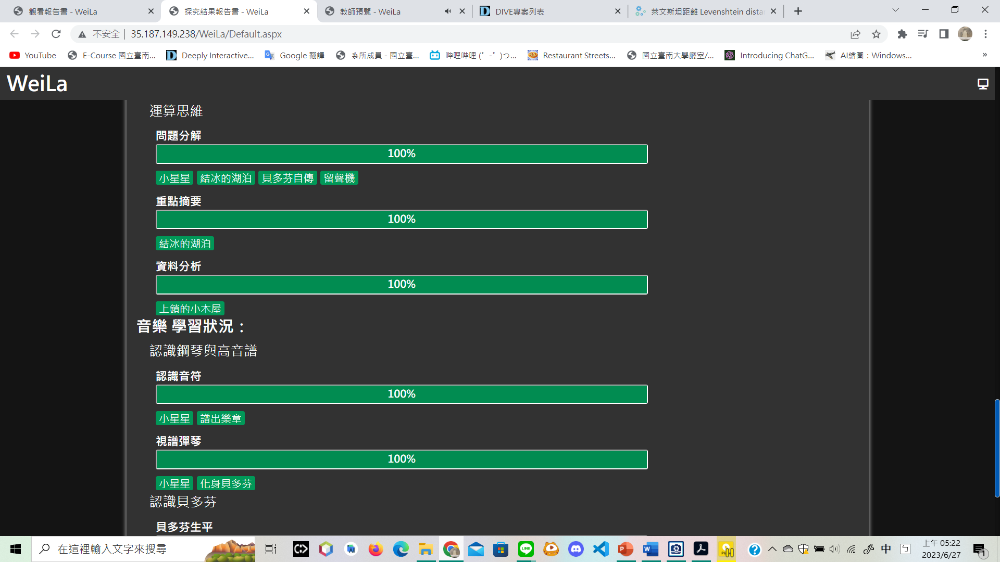 觀看報告書 - WeiLa
探究結果報告書 - WeiLa
教師預覽 - WeiLa
DIVE專案列表
萊文斯坦距離 Levenshtein dista
不安全 | 35.187.149.238/WeiLa/Default.aspx
YouTube
E-Course 國立臺南...
Deeply Interactive...
Google 翻譯
系所成員 - 國立臺...
嗶哩嗶哩 (゜-゜)つ...
Restaurant Streets...
國立臺南大學廳室/...
Introducing ChatG...
AI繪圖：Windows...
»
WeiLa
運算思維
問題分解
100%
小星星 結冰的湖泊 貝多芬自傳 留聲機
重點摘要
100%
結冰的湖泊
資料分析
100%
上鎖的小木屋
音樂 學習狀況：
認識鋼琴與高音譜
認識音符
100%
小星星 譜出樂章
視譜彈琴
100%
小星星 化身貝多芬
認識貝多芬
貝多芬生平
在這裡輸入文字來搜尋
中
上午 05:22
2023/6/27
1